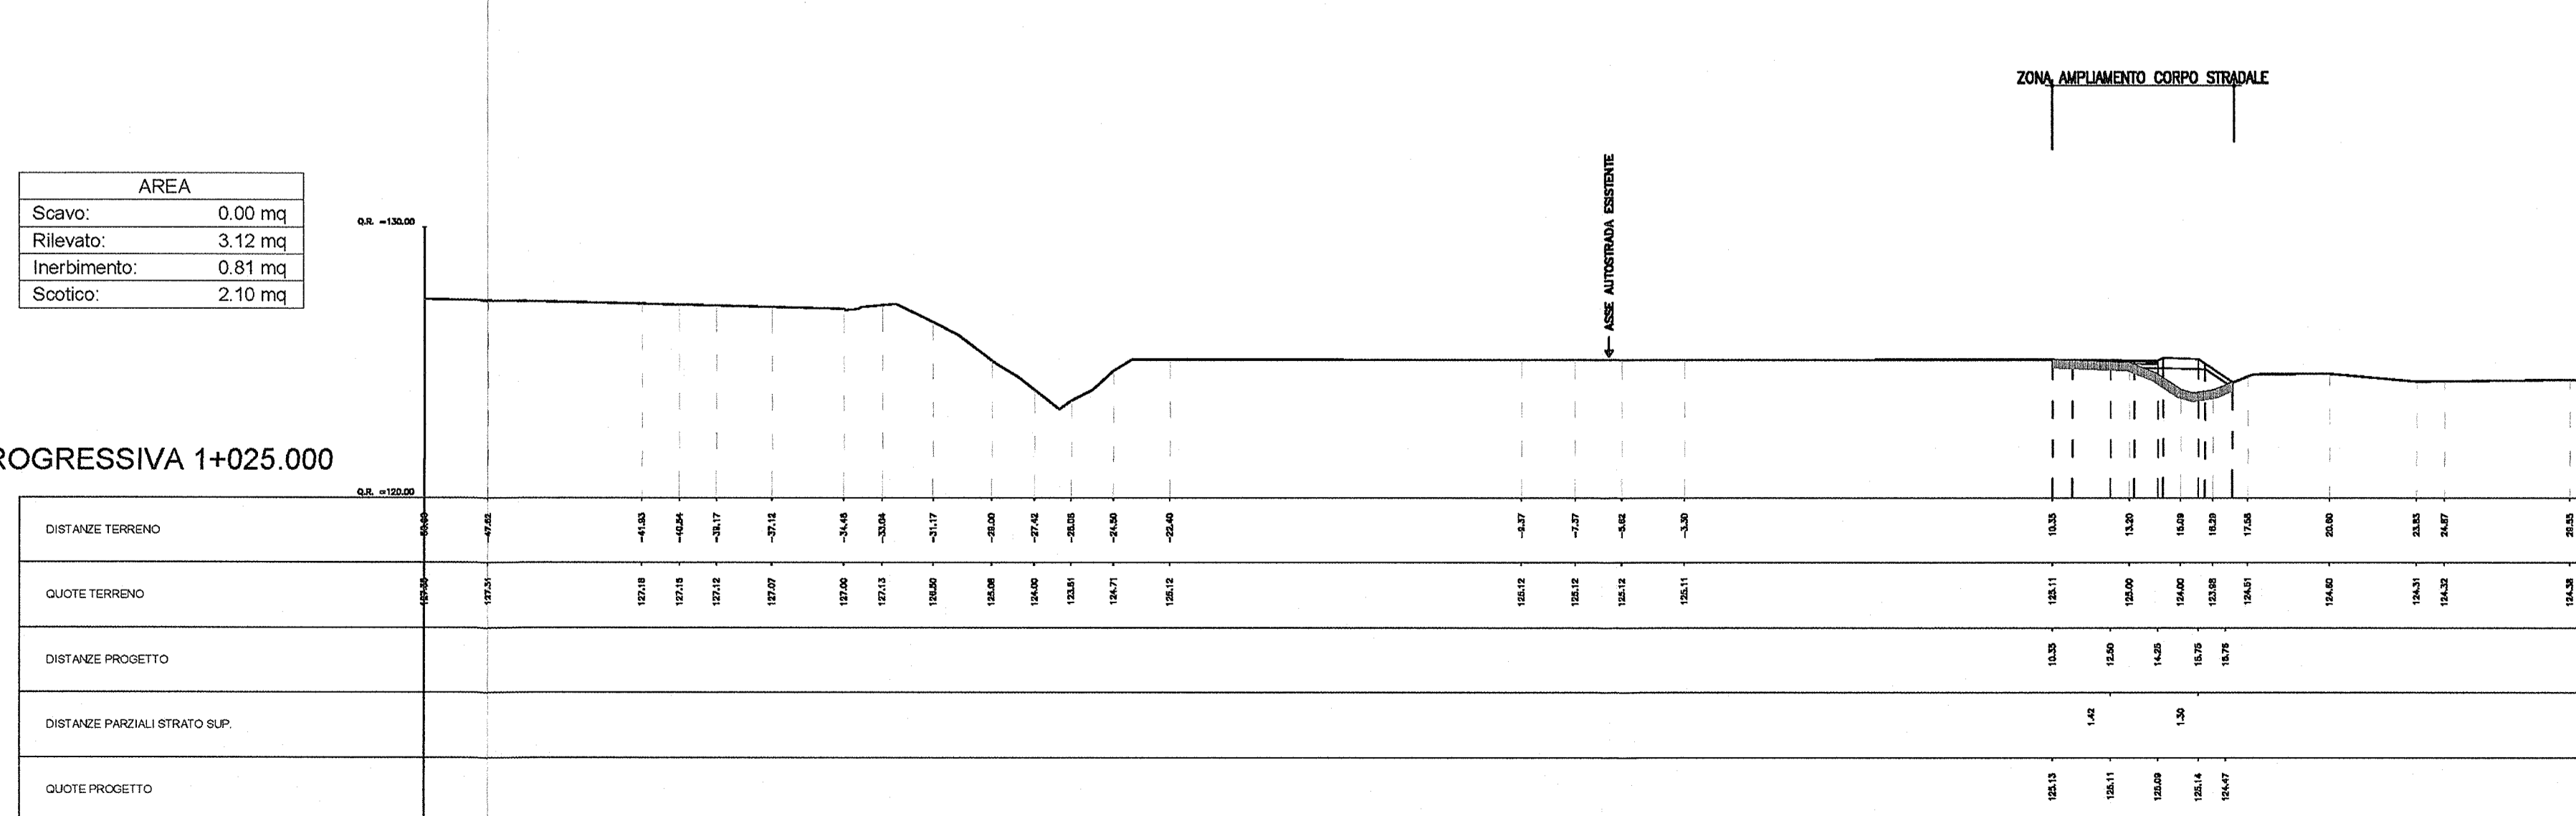 ZONA AMPLIAMENTO CORPO STRADALE
ASSE AUTOSTRADA ESISTENTE
AREA
Scavo: 0.00 mq
Rilevato: 3.12 mq
Inerbimento: 0.81 mq
Scotico: 2.10 mq
Q.R. =130.00
ROGRESSIVA 1+025.000
Q.R. =120.00
DISTANZE TERRENO -47.62 -41.93 -40.54 -39.17 -37.12 -34.45 -33.04 -31.17 -29.00 -27.42 -26.05 -24.50 -22.40 -9.37 -7.37 -5.62 -3.30 10.35 13.20 15.09 16.29 17.58 20.60 23.83 24.87 29.55
QUOTE TERRENO 127.31 127.18 127.15 127.12 127.07 127.00 127.13 126.50 125.08 124.00 123.51 124.71 125.12 125.12 125.12 125.12 125.11 125.11 125.00 124.00 123.98 124.51 124.60 124.31 124.32 124.38
DISTANZE PROGETTO 10.35 12.50 14.25 15.75 16.75
DISTANZE PARZIALI STRATO SUP. 1.42 1.30
QUOTE PROGETTO 125.13 125.11 125.09 125.14 124.47